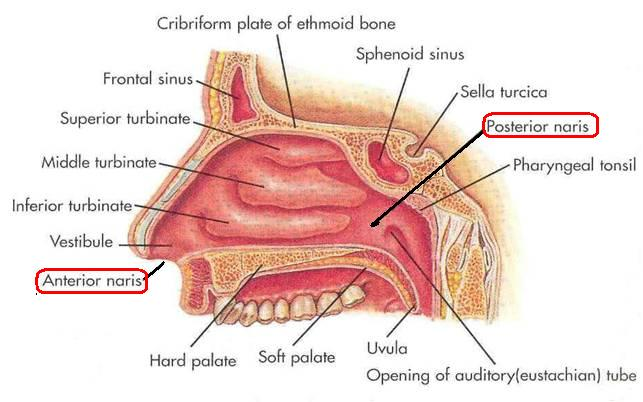 Cribriform plate of ethmoid bone
Sphenoid sinus
Frontal sinus
Sella turcica
Superior turbinate
Posterior naris
Middle turbinate
Pharyngeal tonsil
Inferior turbinate
Vestibule
Anterior naris
Hard palate
Soft palate
Uvula
Opening of auditory(eustachian) tube